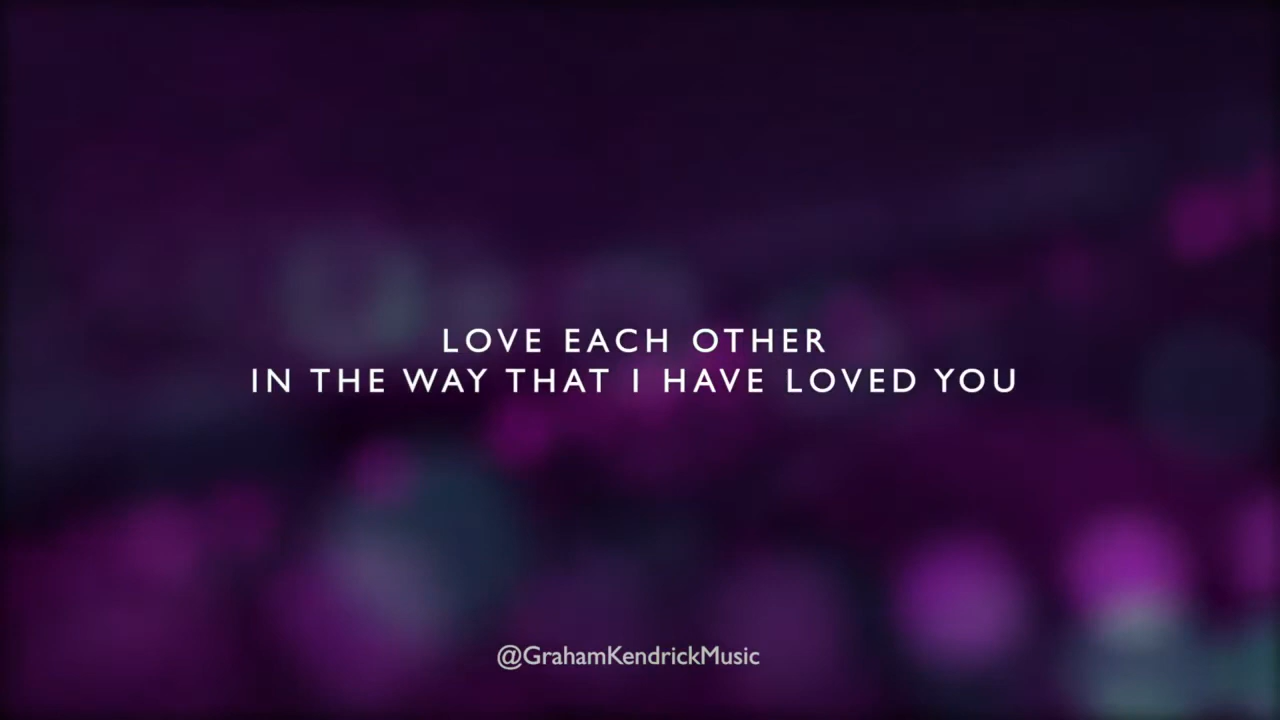 LOVE EACH OTHER
IN THE WAY THAT I HAVE LOVED YOU
@GrahamKendrickMusic